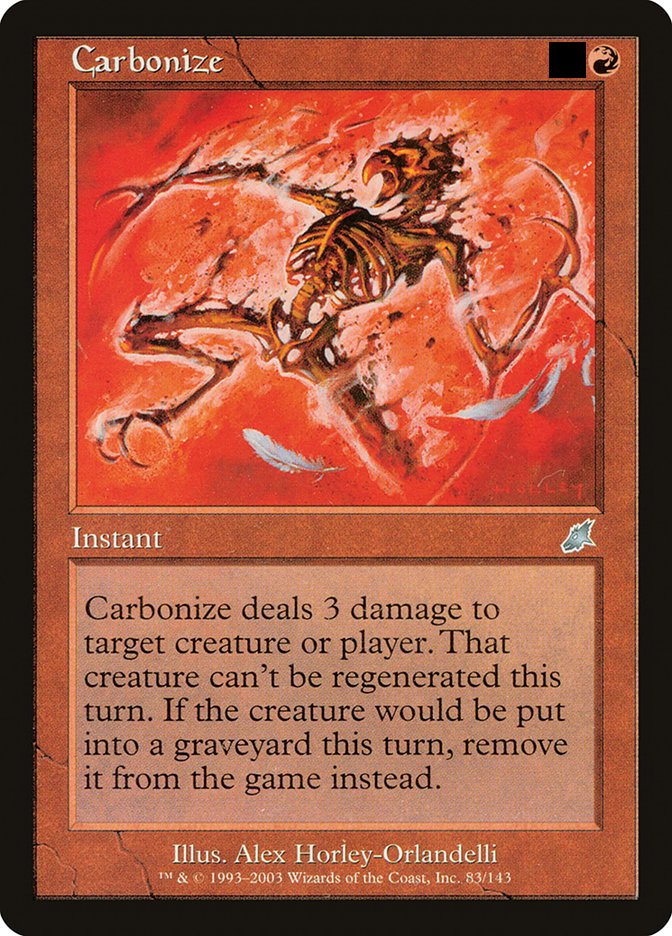 Carbonize
Instant
Carbonize deals 3 damage to
target creature or player. That
creature can't be regenerated this
turn. If the creature would be put
into a graveyard this turn, remove
it from the game instead.
Illus. Alex Horley-Orlandelli
™ & © 1993–2003 Wizards of the Coast, Inc. 83/143